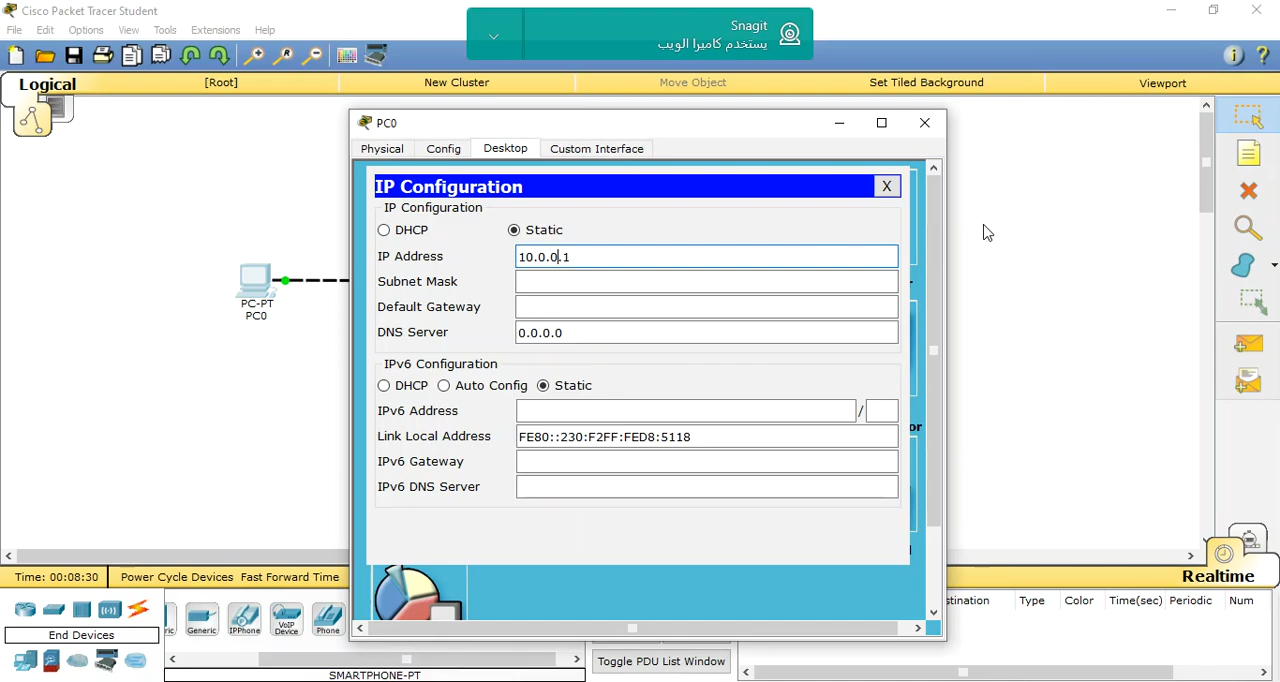 Cisco Packet Tracer Student
File Edit Options View Tools Extensions Help
Snagit
يستخدم كاميرا الويب
Logical [Root] New Cluster Move Object Set Tiled Background Viewport
PC0
Physical Config Desktop Custom Interface
IP Configuration X
IP Configuration
DHCP Static
IP Address 10.0.0.1
Subnet Mask
Default Gateway
DNS Server 0.0.0.0
IPv6 Configuration
DHCP Auto Config Static
IPv6 Address /
Link Local Address FE80::230:F2FF:FED8:5118
IPv6 Gateway
IPv6 DNS Server
PC-PT
PC0
or
Time: 00:08:30 Power Cycle Devices Fast Forward Time Realtime
stination Type Color Time(sec) Periodic Num
Generic IPPhone VoIP Device Phone
End Devices
Toggle PDU List Window
SMARTPHONE-PT